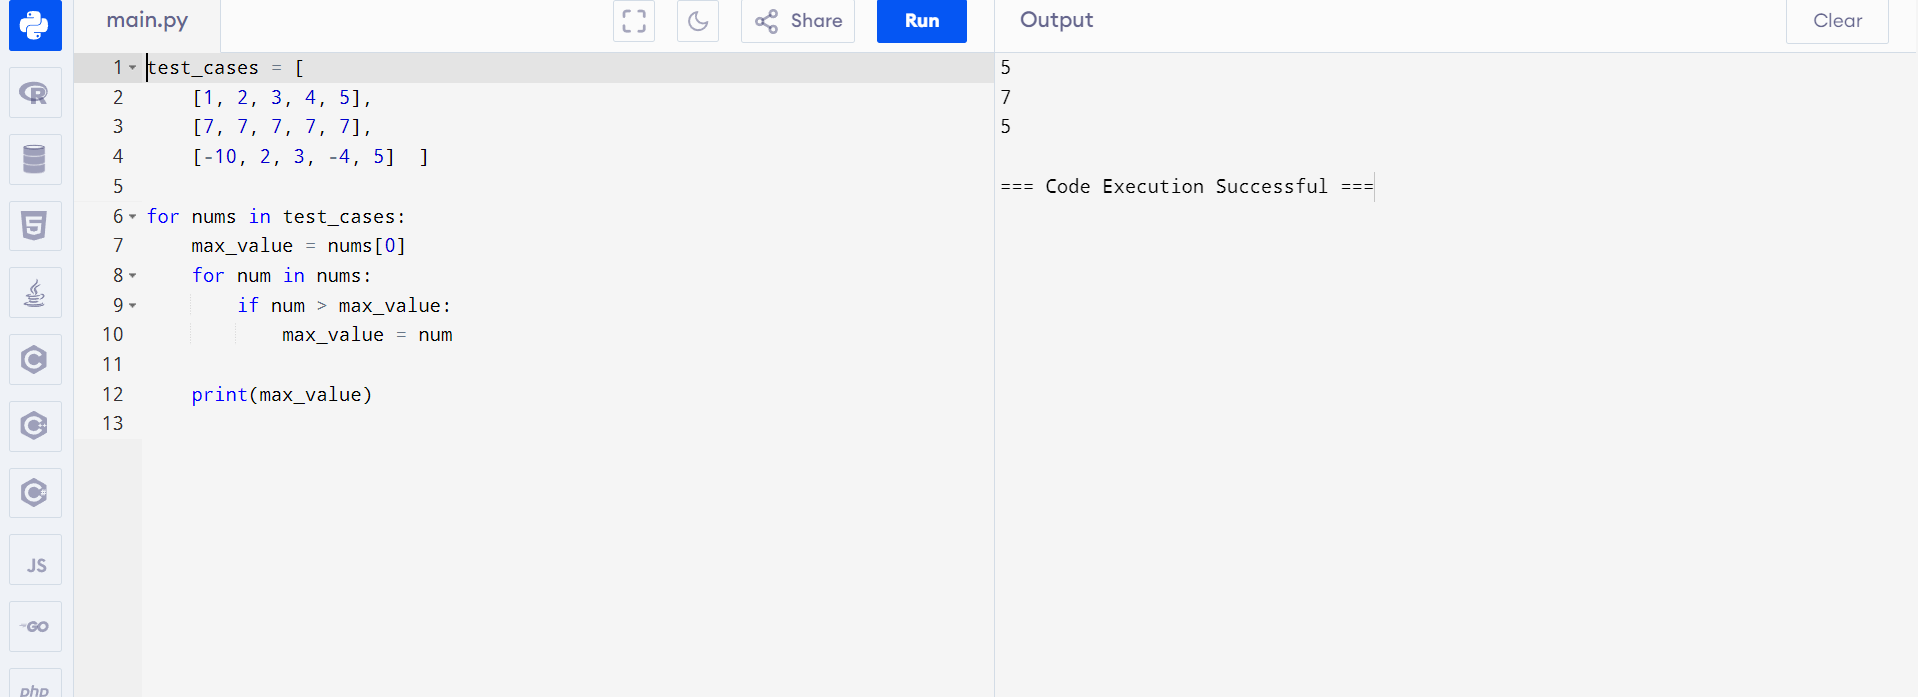 main.py
Share
Run
Output
Clear
1 test_cases = [
2     [1, 2, 3, 4, 5],
3     [7, 7, 7, 7, 7],
4     [-10, 2, 3, -4, 5]  ]
5
6 for nums in test_cases:
7     max_value = nums[0]
8     for num in nums:
9         if num > max_value:
10             max_value = num
11
12     print(max_value)
13
5
7
5
=== Code Execution Successful ===
R
5
C
C++
C#
JS
GO
php